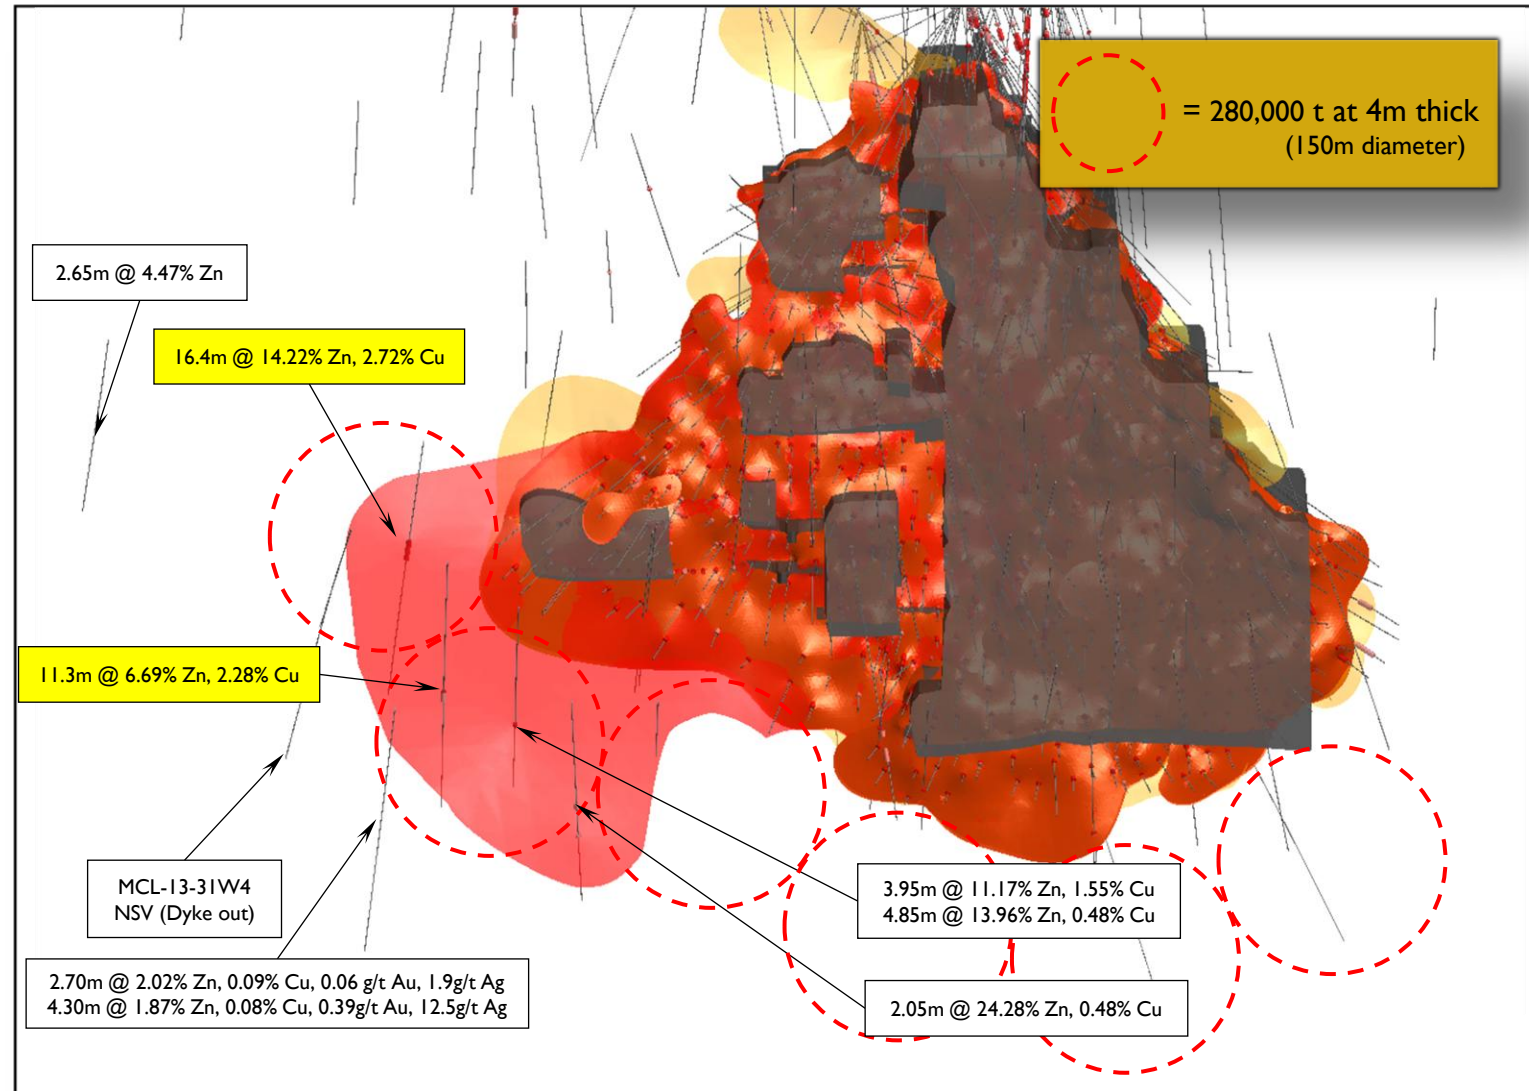 = 280,000 t at 4m thick
(150m diameter)
2.65m @ 4.47% Zn
16.4m @ 14.22% Zn, 2.72% Cu
11.3m @ 6.69% Zn, 2.28% Cu
MCL-13-31W4
NSV (Dyke out)
3.95m @ 11.17% Zn, 1.55% Cu
4.85m @ 13.96% Zn, 0.48% Cu
2.70m @ 2.02% Zn, 0.09% Cu, 0.06 g/t Au, 1.9g/t Ag
4.30m @ 1.87% Zn, 0.08% Cu, 0.39g/t Au, 12.5g/t Ag
2.05m @ 24.28% Zn, 0.48% Cu